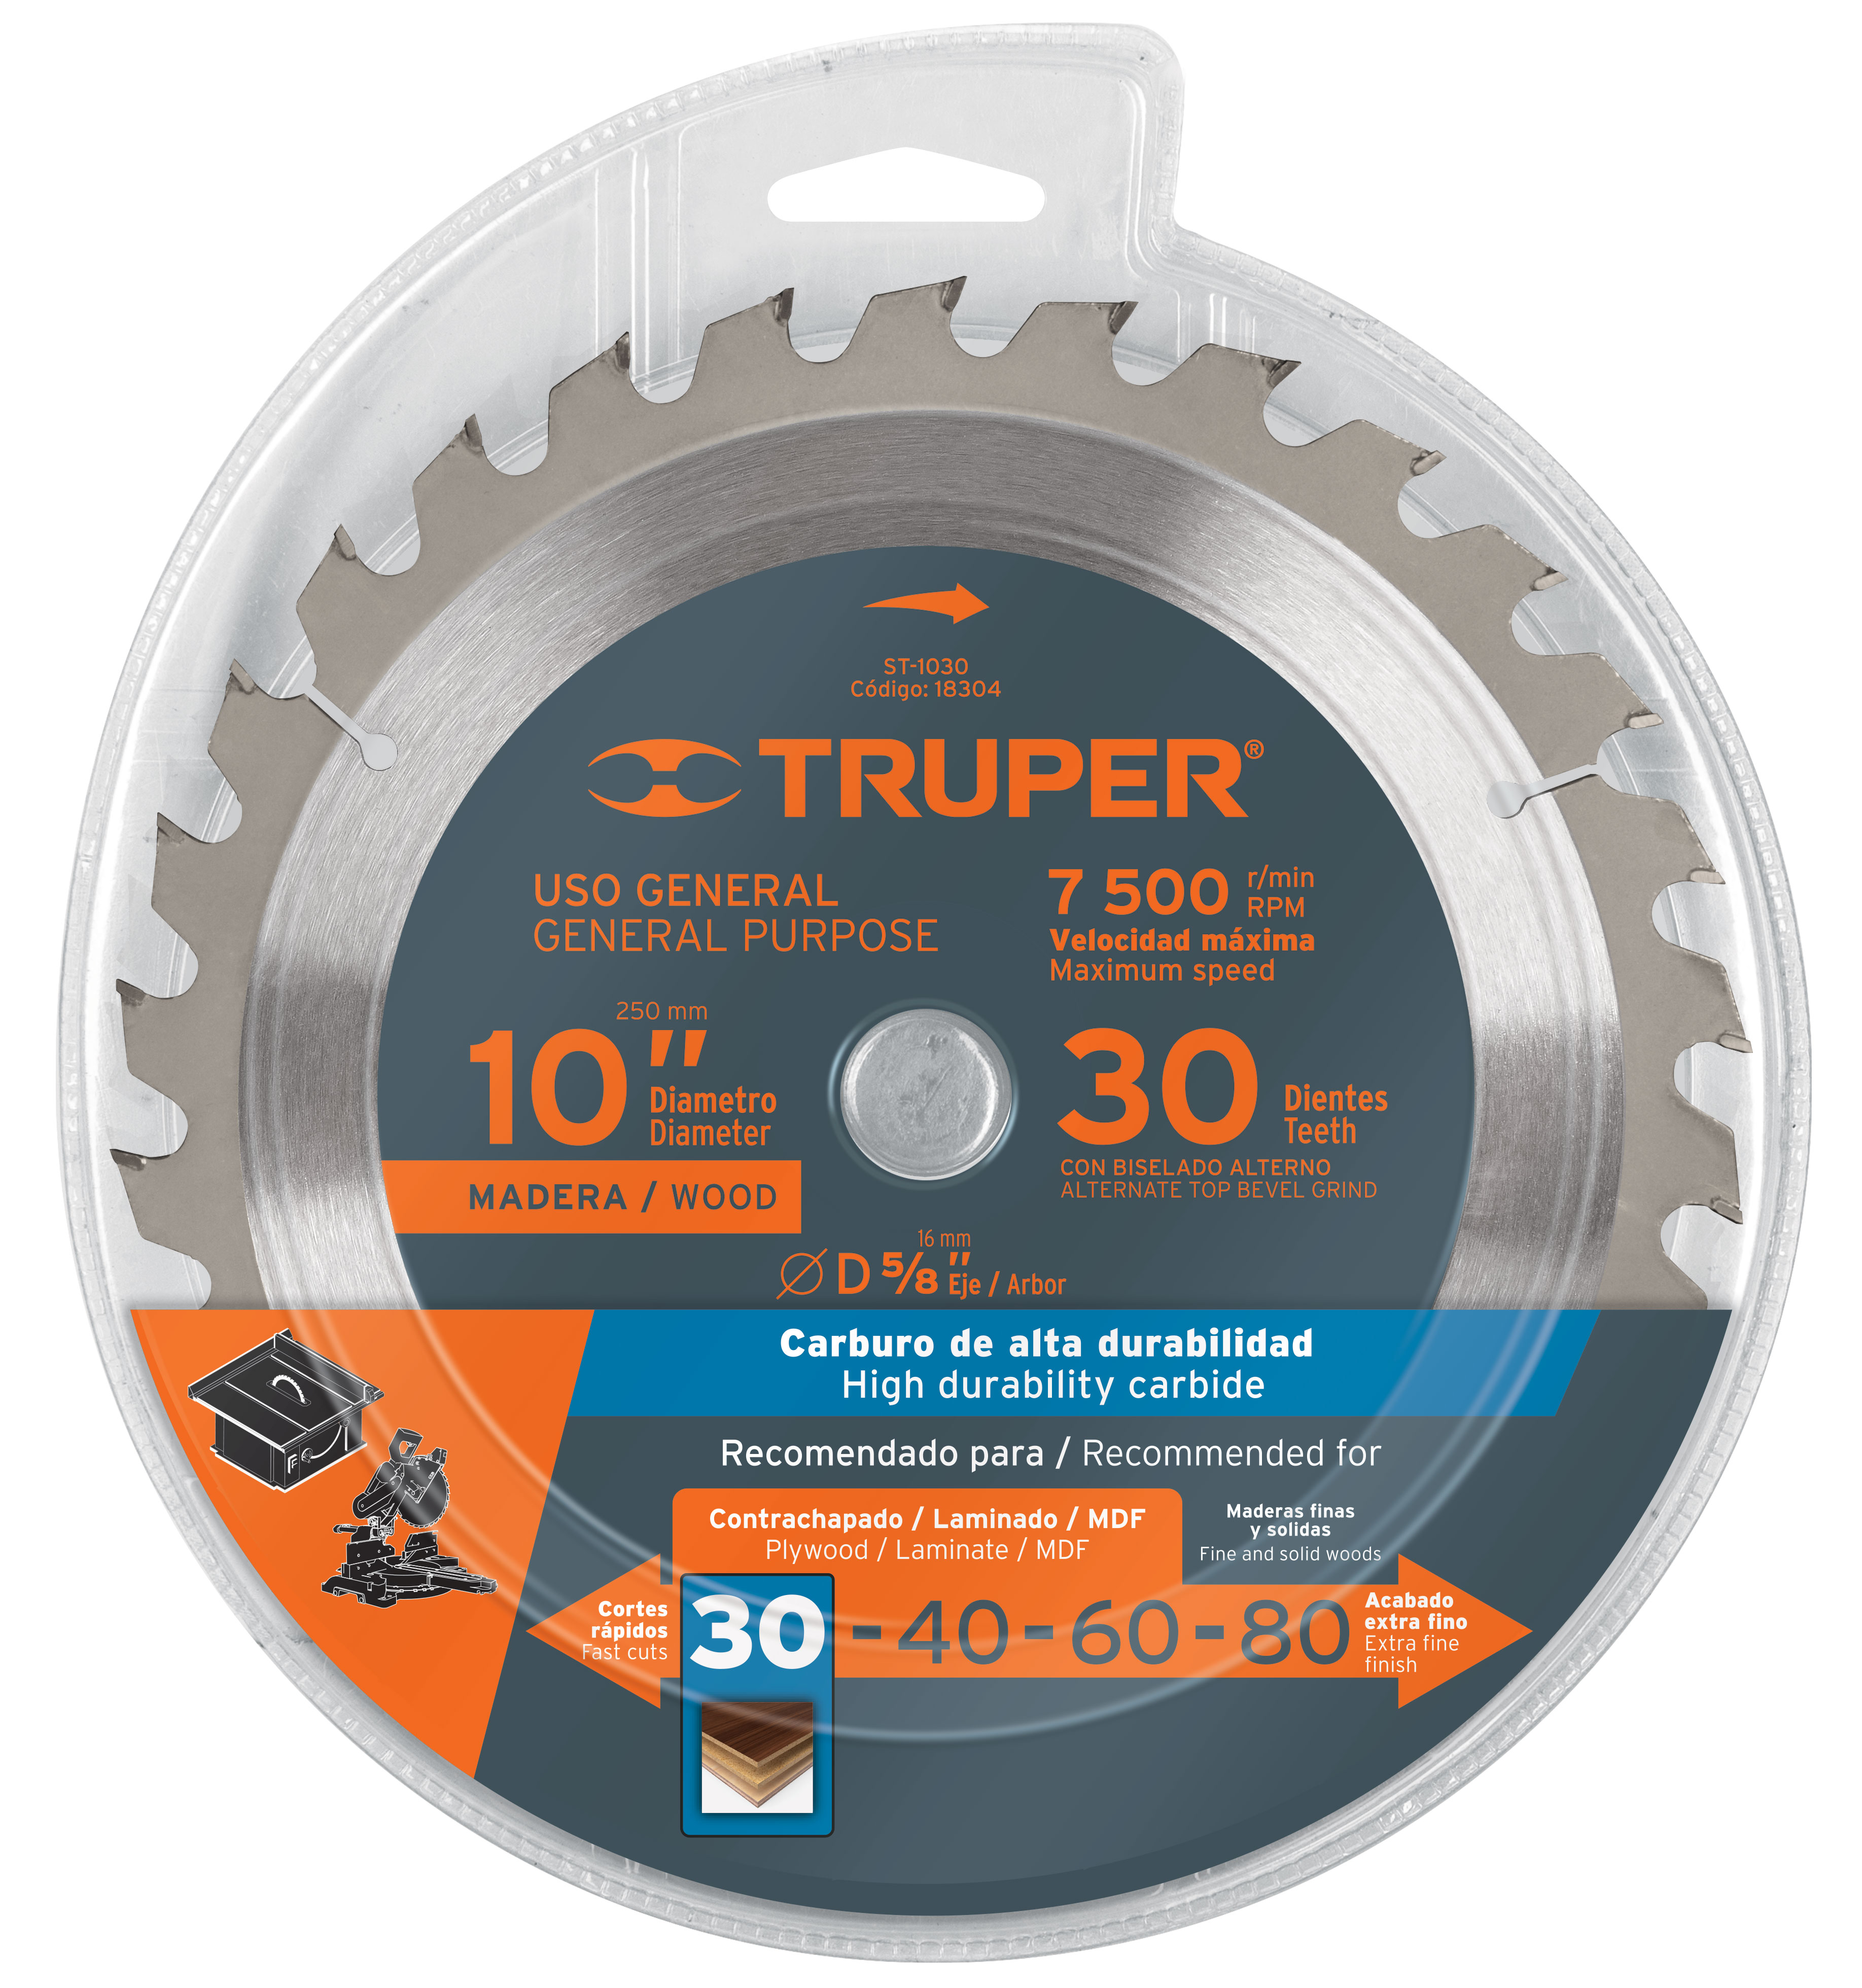 ST-1030
Código: 18304
TRUPER®
USO GENERAL
GENERAL PURPOSE
7 500 r/min
RPM
Velocidad máxima
Maximum speed
250 mm
10"
Diametro
Diameter
30 Dientes
Teeth
CON BISELADO ALTERNO
ALTERNATE TOP BEVEL GRIND
MADERA / WOOD
16 mm
Ø D 5/8" Eje / Arbor
Carburo de alta durabilidad
High durability carbide
Recomendado para / Recommended for
Contrachapado / Laminado / MDF
Plywood / Laminate / MDF
Maderas finas
y solidas
Fine and solid woods
Cortes
rápidos
Fast cuts
30 - 40 - 60 - 80
Acabado
extra fino
Extra fine
finish